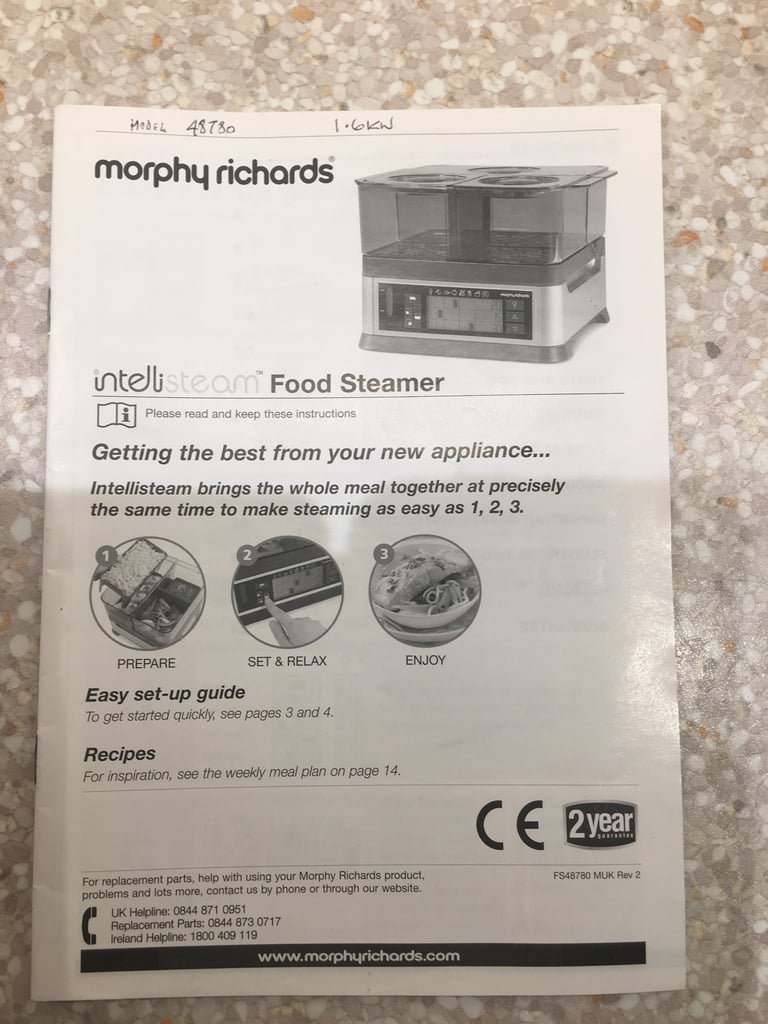 MODEL 48780 1.6KW
morphy richards®
intellisteam™ Food Steamer
Please read and keep these instructions
Getting the best from your new appliance...
Intellisteam brings the whole meal together at precisely
the same time to make steaming as easy as 1, 2, 3.
1 2 3
PREPARE SET & RELAX ENJOY
Easy set-up guide
To get started quickly, see pages 3 and 4.
Recipes
For inspiration, see the weekly meal plan on page 14.
CE 2 year
guarantee
For replacement parts, help with using your Morphy Richards product,
problems and lots more, contact us by phone or through our website.
FS48780 MUK Rev 2
UK Helpline: 0844 871 0951
Replacement Parts: 0844 873 0717
Ireland Helpline: 1800 409 119
www.morphyrichards.com